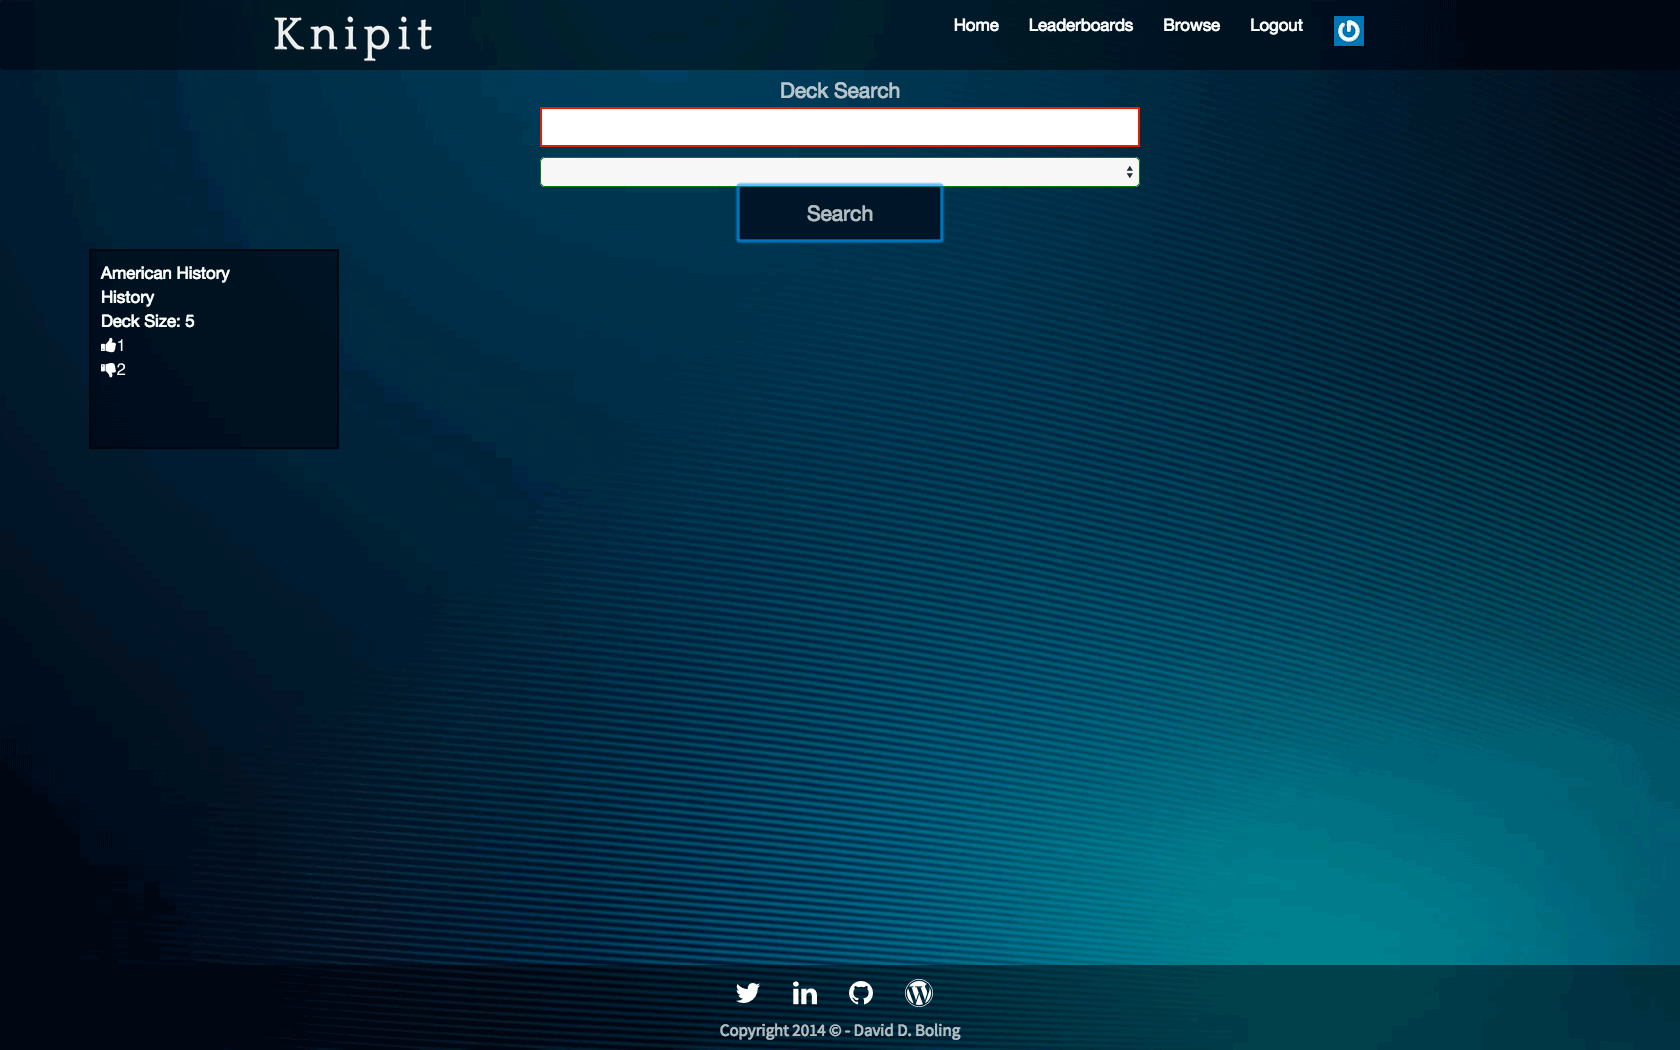 Knipit
Home Leaderboards Browse Logout
Deck Search
Search
American History
History
Deck Size: 5
1
2
Copyright 2014 © - David D. Boling